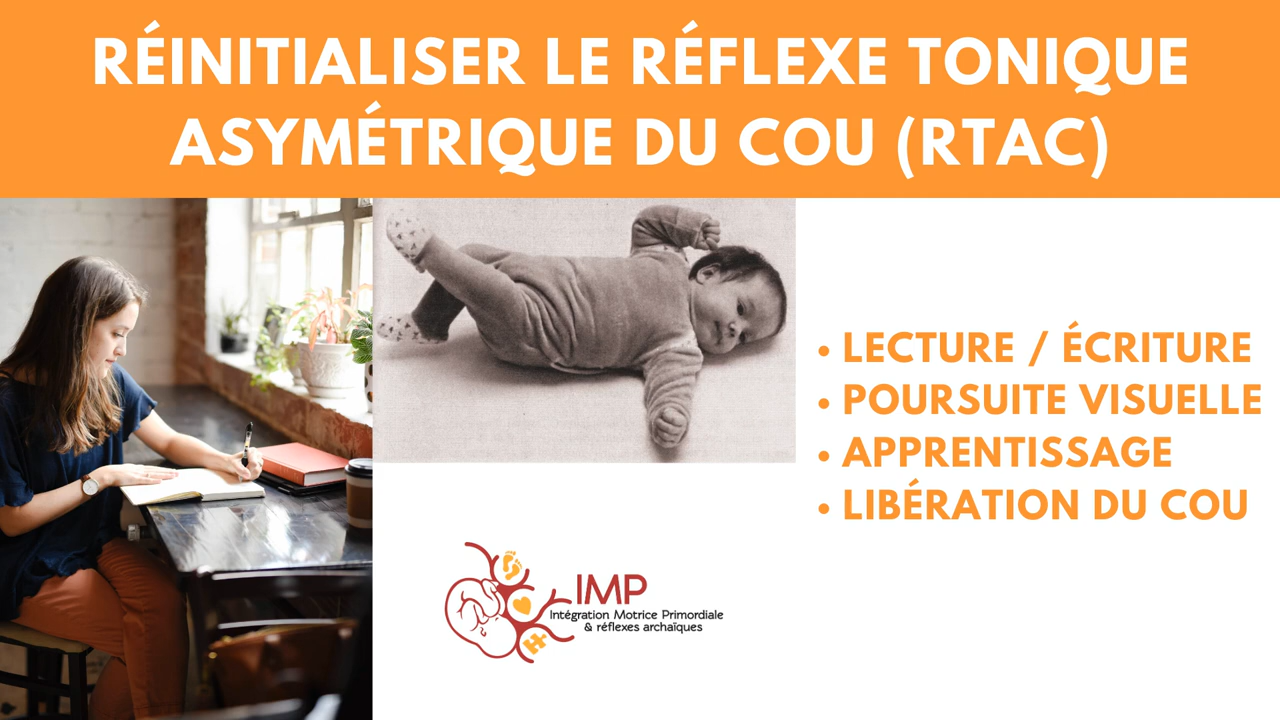 RÉINITIALISER LE RÉFLEXE TONIQUE
ASYMÉTRIQUE DU COU (RTAC)
• LECTURE / ÉCRITURE
• POURSUITE VISUELLE
• APPRENTISSAGE
• LIBÉRATION DU COU
IMP
Intégration Motrice Primordiale
& réflexes archaïques